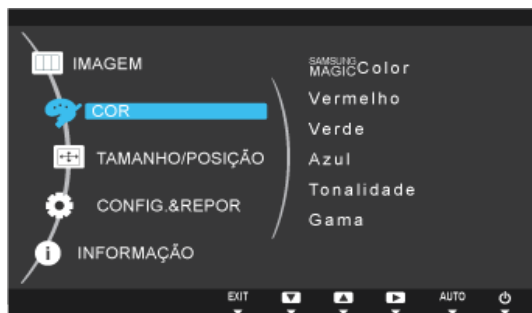 IMAGEM
COR
TAMANHO/POSIÇÃO
CONFIG.&REPOR
INFORMAÇÃO
SAMSUNG MAGIC Color
Vermelho
Verde
Azul
Tonalidade
Gama
EXIT AUTO